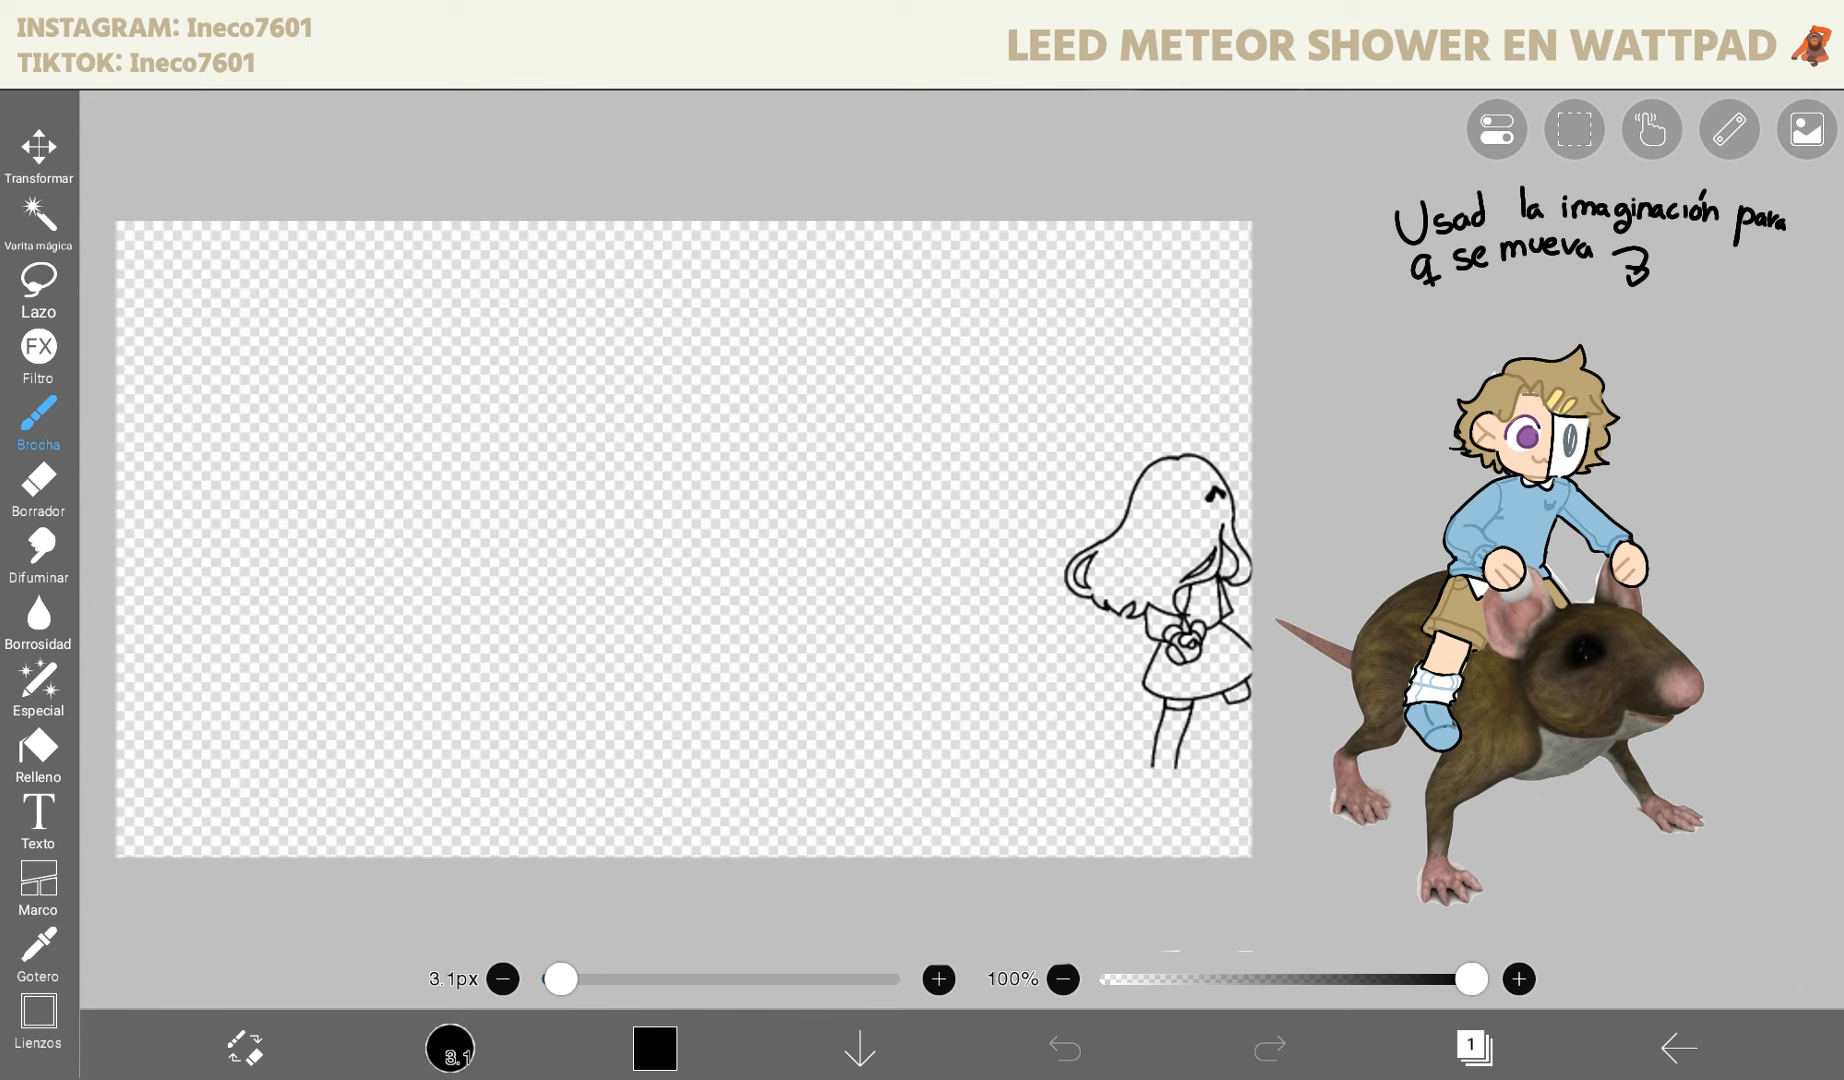 INSTAGRAM: Ineco7601
TIKTOK: Ineco7601
LEED METEOR SHOWER EN WATTPAD
Transformar
Varita mágica
Lazo
FX
Filtro
Brocha
Borrador
Difuminar
Borrosidad
Especial
Relleno
T
Texto
Marco
Gotero
Lienzos
Usad la imaginación para
q se mueva
3.1px
100%
3.1
1